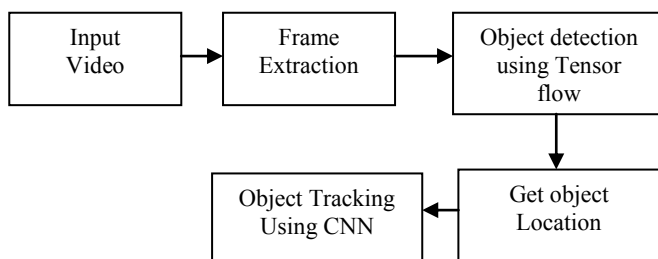 Input
Video
Frame
Extraction
Object detection
using Tensor
flow
Get object
Location
Object Tracking
Using CNN